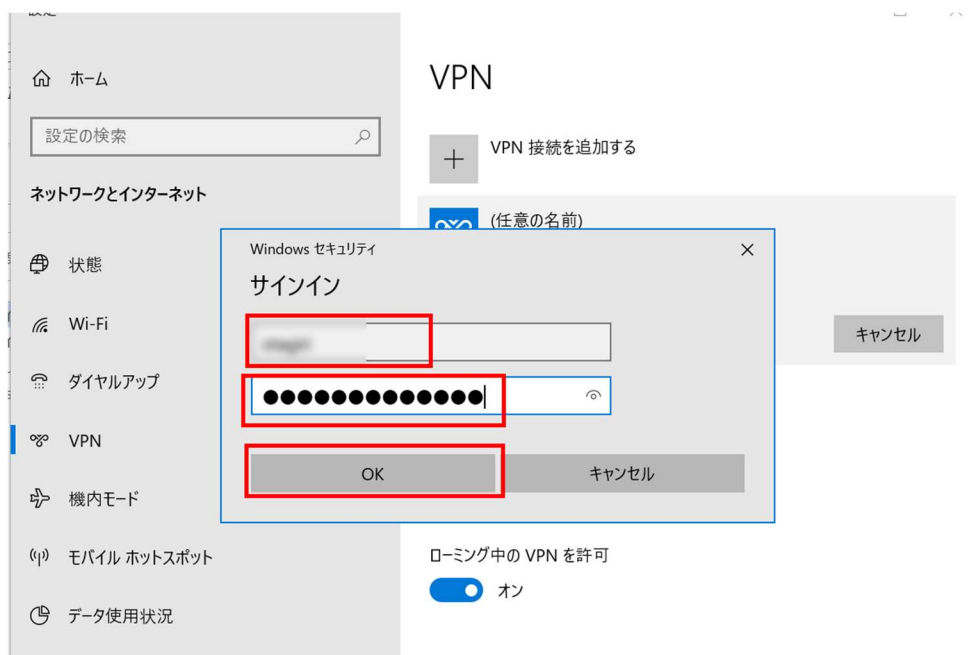 ホーム
設定の検索
ネットワークとインターネット
状態
Wi-Fi
ダイヤルアップ
VPN
機内モード
モバイル ホットスポット
データ使用状況
VPN
VPN 接続を追加する
(任意の名前)
キャンセル
Windows セキュリティ
サインイン
●●●●●●●●●●●●●
OK
キャンセル
ローミング中の VPN を許可
オン